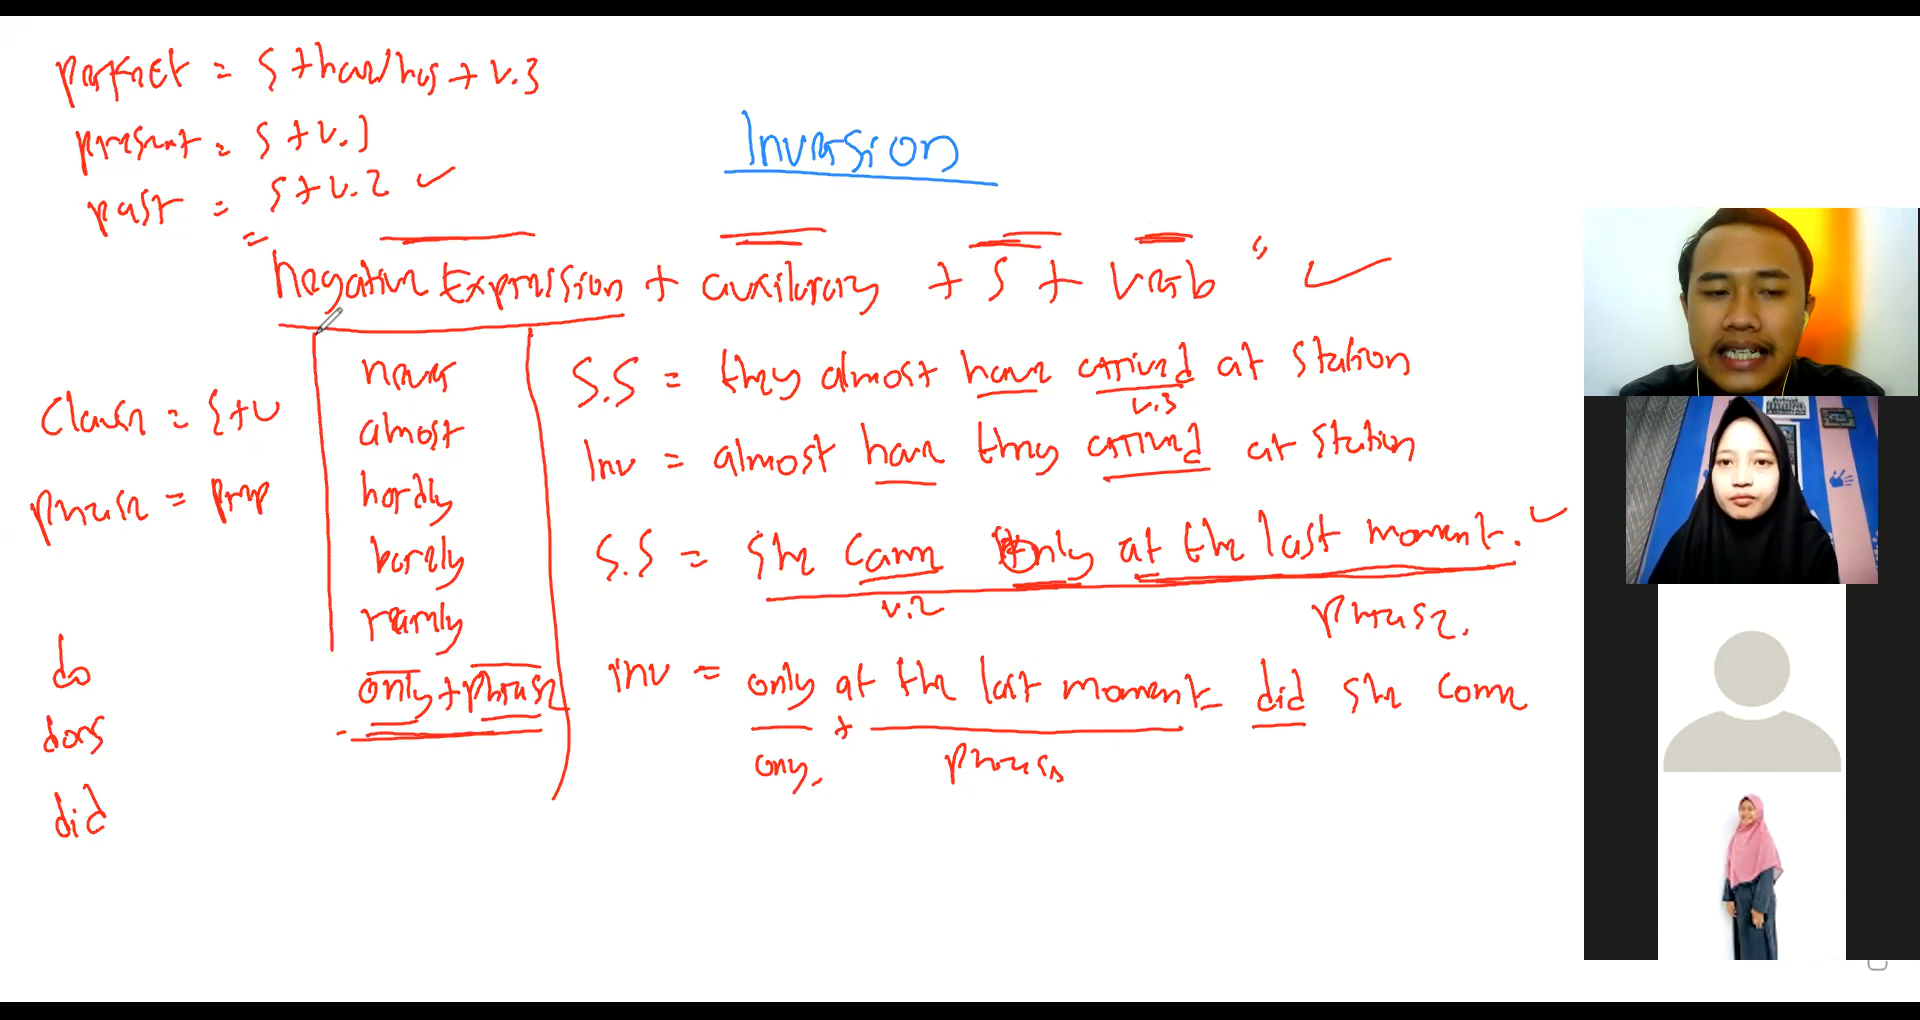 perfect = S + have/has + V.3
present = S + V.1
past = S + V.2 ✓
Inversion
negative Expression + auxiliarary + S + Verb " ✓
never
almost
hardly
barely
rarely
only + phrase
Clause = S + V
phrase = prep
do
does
did
S.S = they almost have arrived at station
V.3
Inv = almost have they arrived at station
S.S = She came only at the last moment. ✓
V.2
phrase.
inv = only at the last moment did she come
only. + phrase